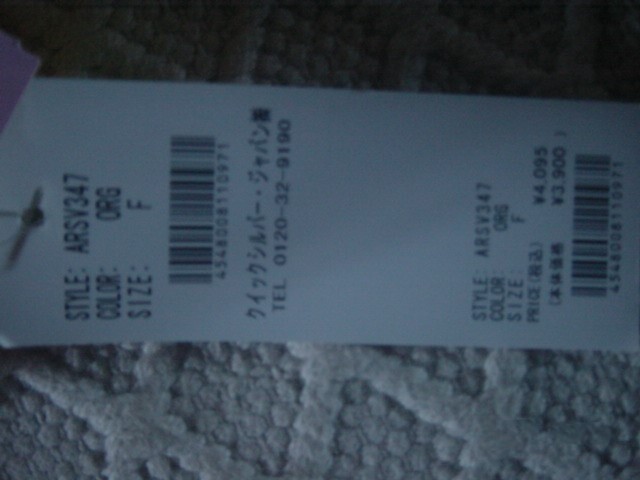 STYLE: ARSV347
COLOR: ORG
SIZE: F
4548008110971
クイックシルバー・ジャパン㈱
TEL 0120-32-9190
STYLE: ARSV347
COLOR: ORG
SIZE: F
PRICE(税込) ¥4,095
(本体価格 ¥3,900 )
4548008110971